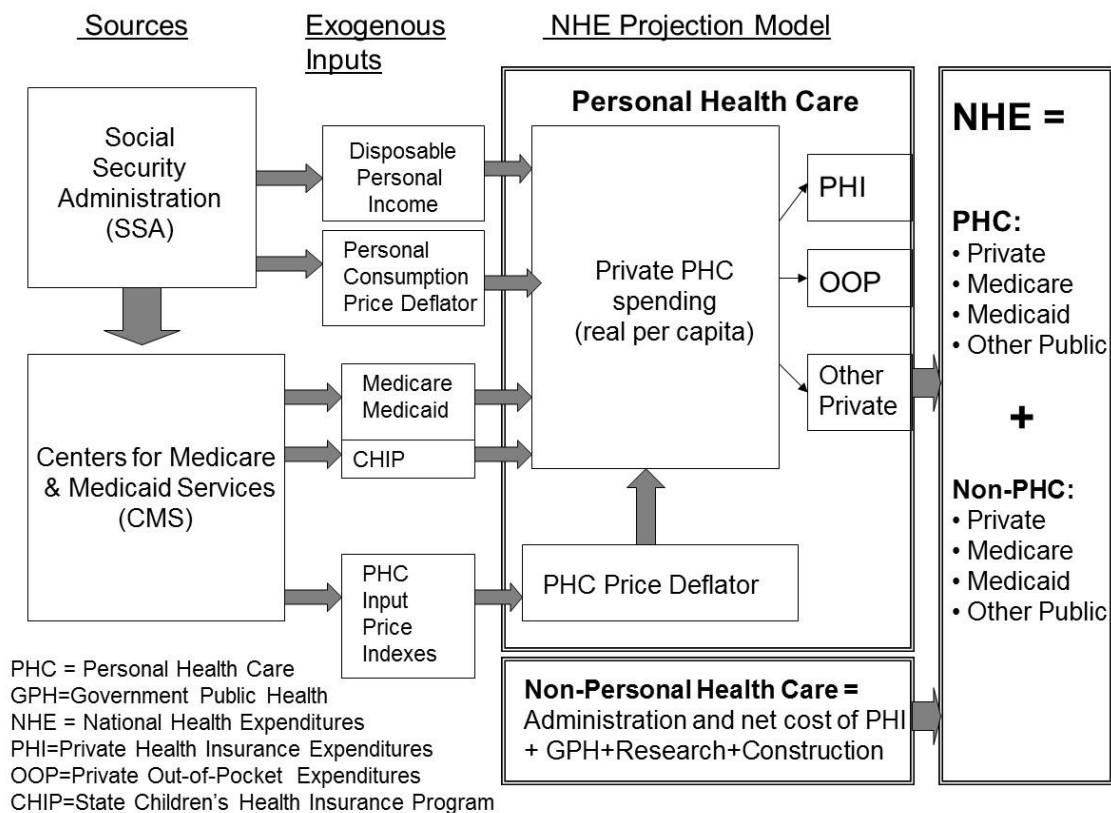 Sources
Exogenous
Inputs
NHE Projection Model
Social
Security
Administration
(SSA)
Disposable
Personal
Income
Personal
Consumption
Price Deflator
Centers for Medicare
& Medicaid Services
(CMS)
Medicare
Medicaid
CHIP
PHC
Input
Price
Indexes
Personal Health Care
Private PHC
spending
(real per capita)
PHI
OOP
Other
Private
PHC Price Deflator
Non-Personal Health Care =
Administration and net cost of PHI
+ GPH+Research+Construction
NHE =
PHC:
• Private
• Medicare
• Medicaid
• Other Public
+
Non-PHC:
• Private
• Medicare
• Medicaid
• Other Public
PHC = Personal Health Care
GPH=Government Public Health
NHE = National Health Expenditures
PHI=Private Health Insurance Expenditures
OOP=Private Out-of-Pocket Expenditures
CHIP=State Children's Health Insurance Program